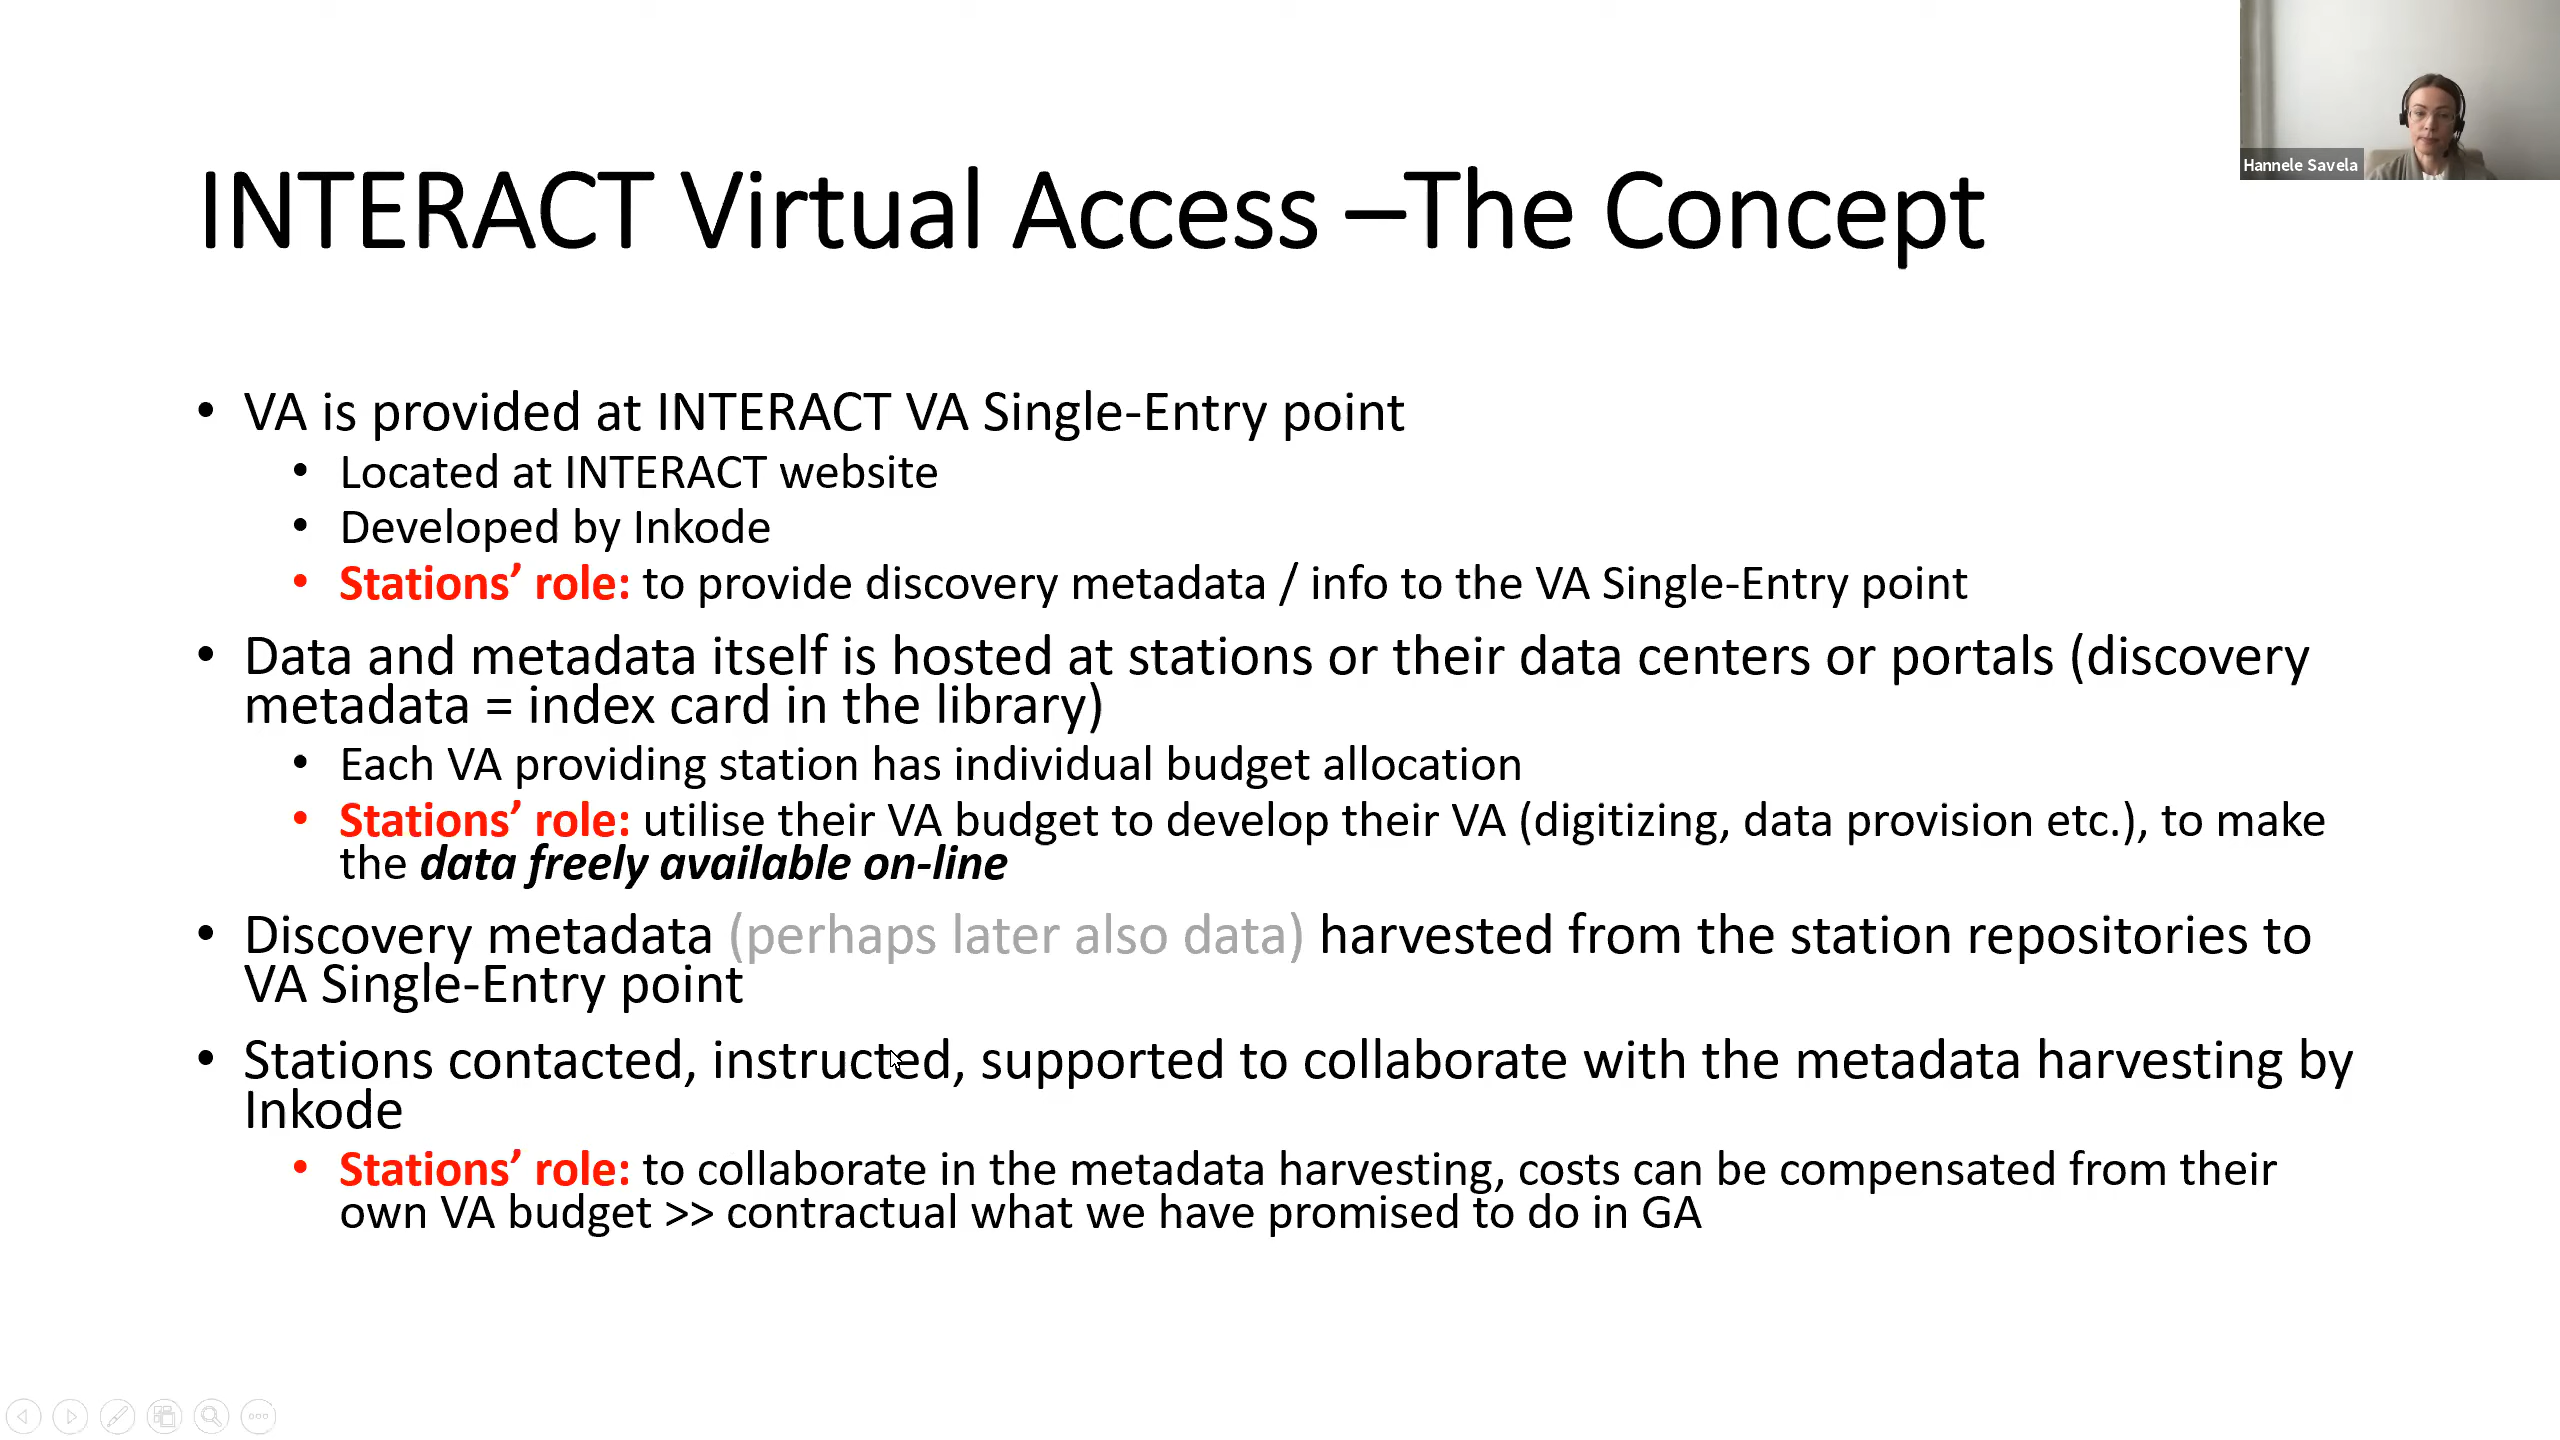 Hannele Savela
INTERACT Virtual Access –The Concept
• VA is provided at INTERACT VA Single-Entry point
• Located at INTERACT website
• Developed by Inkode
• Stations’ role: to provide discovery metadata / info to the VA Single-Entry point
• Data and metadata itself is hosted at stations or their data centers or portals (discovery
metadata = index card in the library)
• Each VA providing station has individual budget allocation
• Stations’ role: utilise their VA budget to develop their VA (digitizing, data provision etc.), to make
the data freely available on-line
• Discovery metadata (perhaps later also data) harvested from the station repositories to
VA Single-Entry point
• Stations contacted, instructed, supported to collaborate with the metadata harvesting by
Inkode
• Stations’ role: to collaborate in the metadata harvesting, costs can be compensated from their
own VA budget >> contractual what we have promised to do in GA